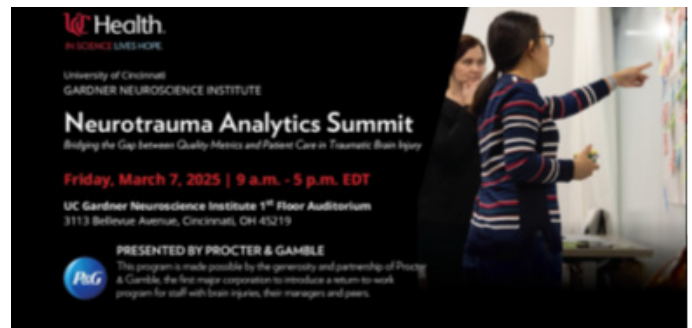 UC Health.
IN SCIENCE LIVES HOPE.
University of Cincinnati
GARDNER NEUROSCIENCE INSTITUTE
Neurotrauma Analytics Summit
Bridging the Gap between Quality Metrics and Patient Care in Traumatic Brain Injury
Friday, March 7, 2025 | 9 a.m. - 5 p.m. EDT
UC Gardner Neuroscience Institute 1st Floor Auditorium
3113 Bellevue Avenue, Cincinnati, OH 45219
PRESENTED BY PROCTER & GAMBLE
This program is made possible by the generosity and partnership of Procter
& Gamble, the first major corporation to introduce a return-to-work
program for staff with brain injuries, their managers and peers.
P&G